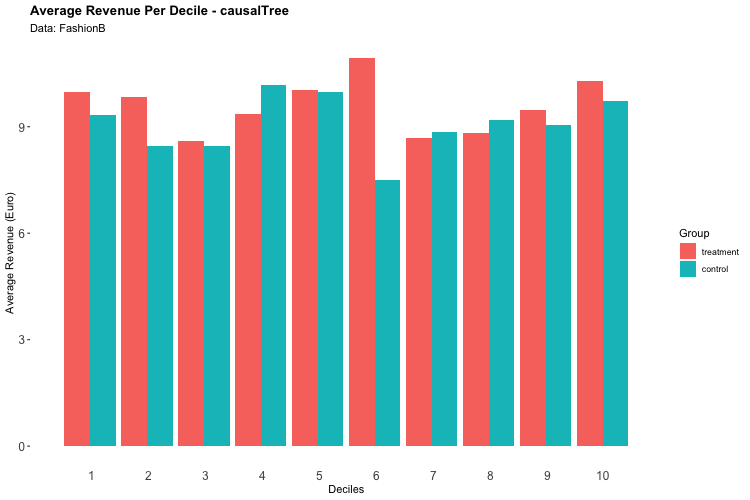 Average Revenue Per Decile - causalTree
Data: FashionB
Average Revenue (Euro)
9
6
3
0
1 2 3 4 5 6 7 8 9 10
Deciles
Group
treatment
control